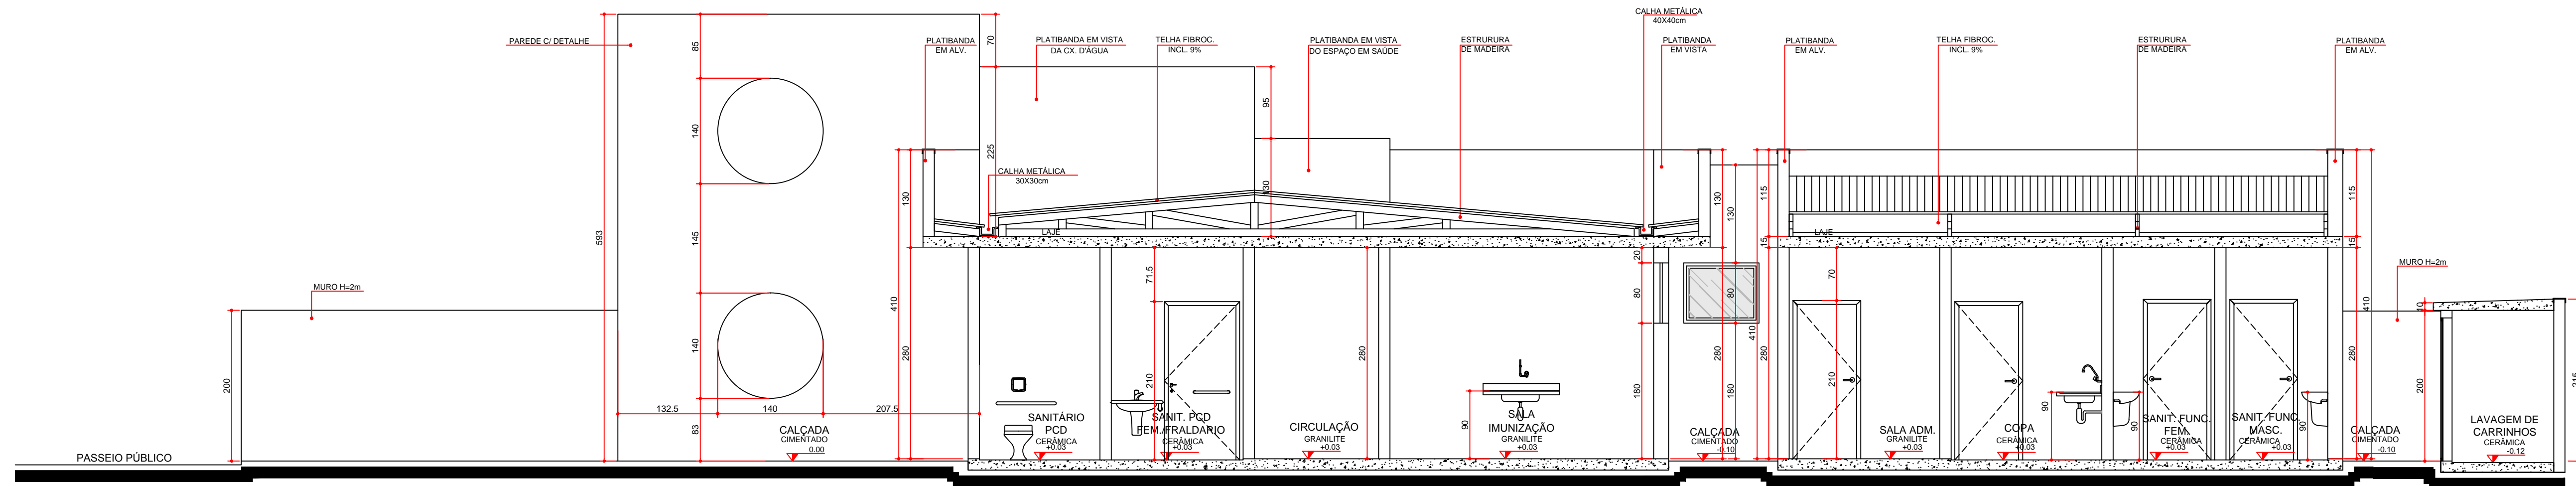 CALHA METÁLICA
40X40cm
PAREDE C/ DETALHE
PLATIBANDA
EM ALV.
PLATIBANDA EM VISTA
DA CX. D'ÁGUA
TELHA FIBROC.
INCL. 9%
PLATIBANDA EM VISTA
DO ESPAÇO EM SAÚDE
ESTRURURA
DE MADEIRA
PLATIBANDA
EM VISTA
PLATIBANDA
EM ALV.
TELHA FIBROC.
INCL. 9%
ESTRURURA
DE MADEIRA
PLATIBANDA
EM ALV.
85
70
95
140
225
CALHA METÁLICA
30X30cm
130
130
130
130
115
115
593
145
LAJE
LAJE
15
15
20
MURO H=2m
MURO H=2m
410
71.5
80
80
70
410
410
10
200
140
280
210
280
180
280
180
280
210
280
200
215
132.5
140
207.5
83
90
90
90
90
CALÇADA
CIMENTADO
0.00
SANITÁRIO
PCD
CERÂMICA
+0.03
SANIT. PCD
FEM./FRALDARIO
CERÂMICA
+0.03
CIRCULAÇÃO
GRANILITE
+0.03
SALA
IMUNIZAÇÃO
GRANILITE
+0.03
CALÇADA
CIMENTADO
-0.10
SALA ADM.
GRANILITE
+0.03
COPA
CERÂMICA
+0.03
SANIT. FUNC.
FEM.
CERÂMICA
+0.03
SANIT. FUNC.
MASC.
CERÂMICA
+0.03
CALÇADA
CIMENTADO
-0.10
LAVAGEM DE
CARRINHOS
CERÂMICA
-0.12
PASSEIO PÚBLICO